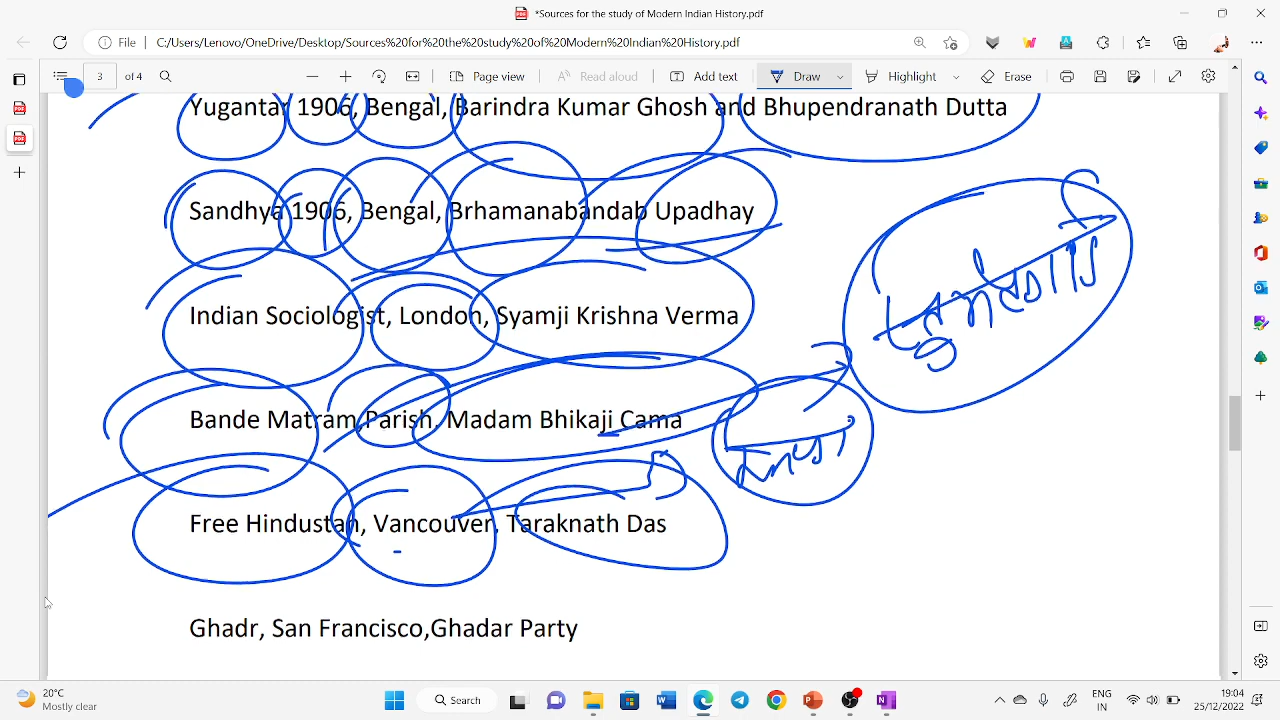 *Sources for the study of Modern Indian History.pdf
File C:/Users/Lenovo/OneDrive/Desktop/Sources%20for%20the%20study%20of%20Modern%20Indian%20History.pdf
3 of 4 Page view Read aloud Add text Draw Highlight Erase
Yugantar 1906, Bengal, Barindra Kumar Ghosh and Bhupendranath Dutta
Sandhya 1906, Bengal, Brhamanabandab Upadhay
Indian Sociologist, London, Syamji Krishna Verma
Bande Matram,Parish, Madam Bhikaji Cama
Free Hindustan, Vancouver, Taraknath Das
Ghadr, San Francisco,Ghadar Party
20°C
Mostly clear
Search
ENG
IN
19:04
25/12/2022